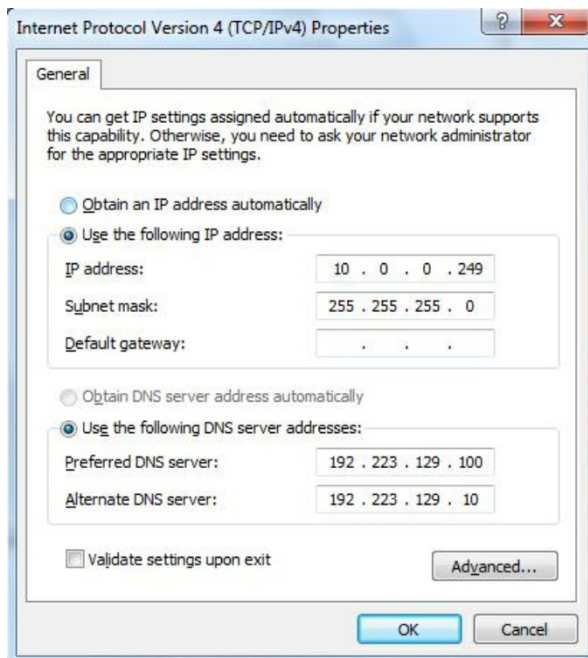 Internet Protocol Version 4 (TCP/IPv4) Properties
?
X
General
You can get IP settings assigned automatically if your network supports
this capability. Otherwise, you need to ask your network administrator
for the appropriate IP settings.
Obtain an IP address automatically
Use the following IP address:
IP address: 10 . 0 . 0 . 249
Subnet mask: 255 . 255 . 255 . 0
Default gateway: . . .
Obtain DNS server address automatically
Use the following DNS server addresses:
Preferred DNS server: 192 . 223 . 129 . 100
Alternate DNS server: 192 . 223 . 129 . 10
Validate settings upon exit
Advanced...
OK Cancel